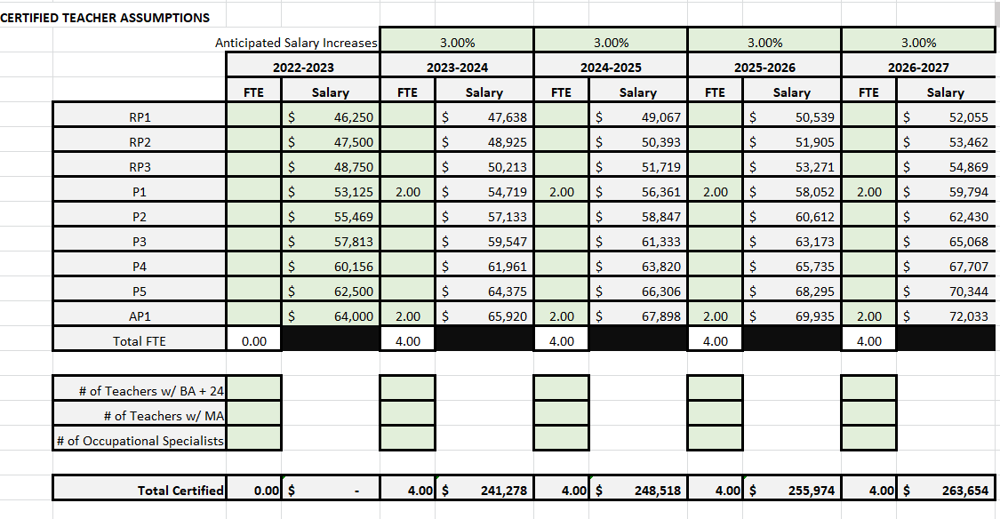 CERTIFIED TEACHER ASSUMPTIONS
Anticipated Salary Increases 3.00% 3.00% 3.00% 3.00%
2022-2023 2023-2024 2024-2025 2025-2026 2026-2027
FTE Salary FTE Salary FTE Salary FTE Salary FTE Salary
RP1 $ 46,250 $ 47,638 $ 49,067 $ 50,539 $ 52,055
RP2 $ 47,500 $ 48,925 $ 50,393 $ 51,905 $ 53,462
RP3 $ 48,750 $ 50,213 $ 51,719 $ 53,271 $ 54,869
P1 $ 53,125 2.00 $ 54,719 2.00 $ 56,361 2.00 $ 58,052 2.00 $ 59,794
P2 $ 55,469 $ 57,133 $ 58,847 $ 60,612 $ 62,430
P3 $ 57,813 $ 59,547 $ 61,333 $ 63,173 $ 65,068
P4 $ 60,156 $ 61,961 $ 63,820 $ 65,735 $ 67,707
P5 $ 62,500 $ 64,375 $ 66,306 $ 68,295 $ 70,344
AP1 $ 64,000 2.00 $ 65,920 2.00 $ 67,898 2.00 $ 69,935 2.00 $ 72,033
Total FTE 0.00 4.00 4.00 4.00 4.00
# of Teachers w/ BA + 24
# of Teachers w/ MA
# of Occupational Specialists
Total Certified 0.00 $ - 4.00 $ 241,278 4.00 $ 248,518 4.00 $ 255,974 4.00 $ 263,654